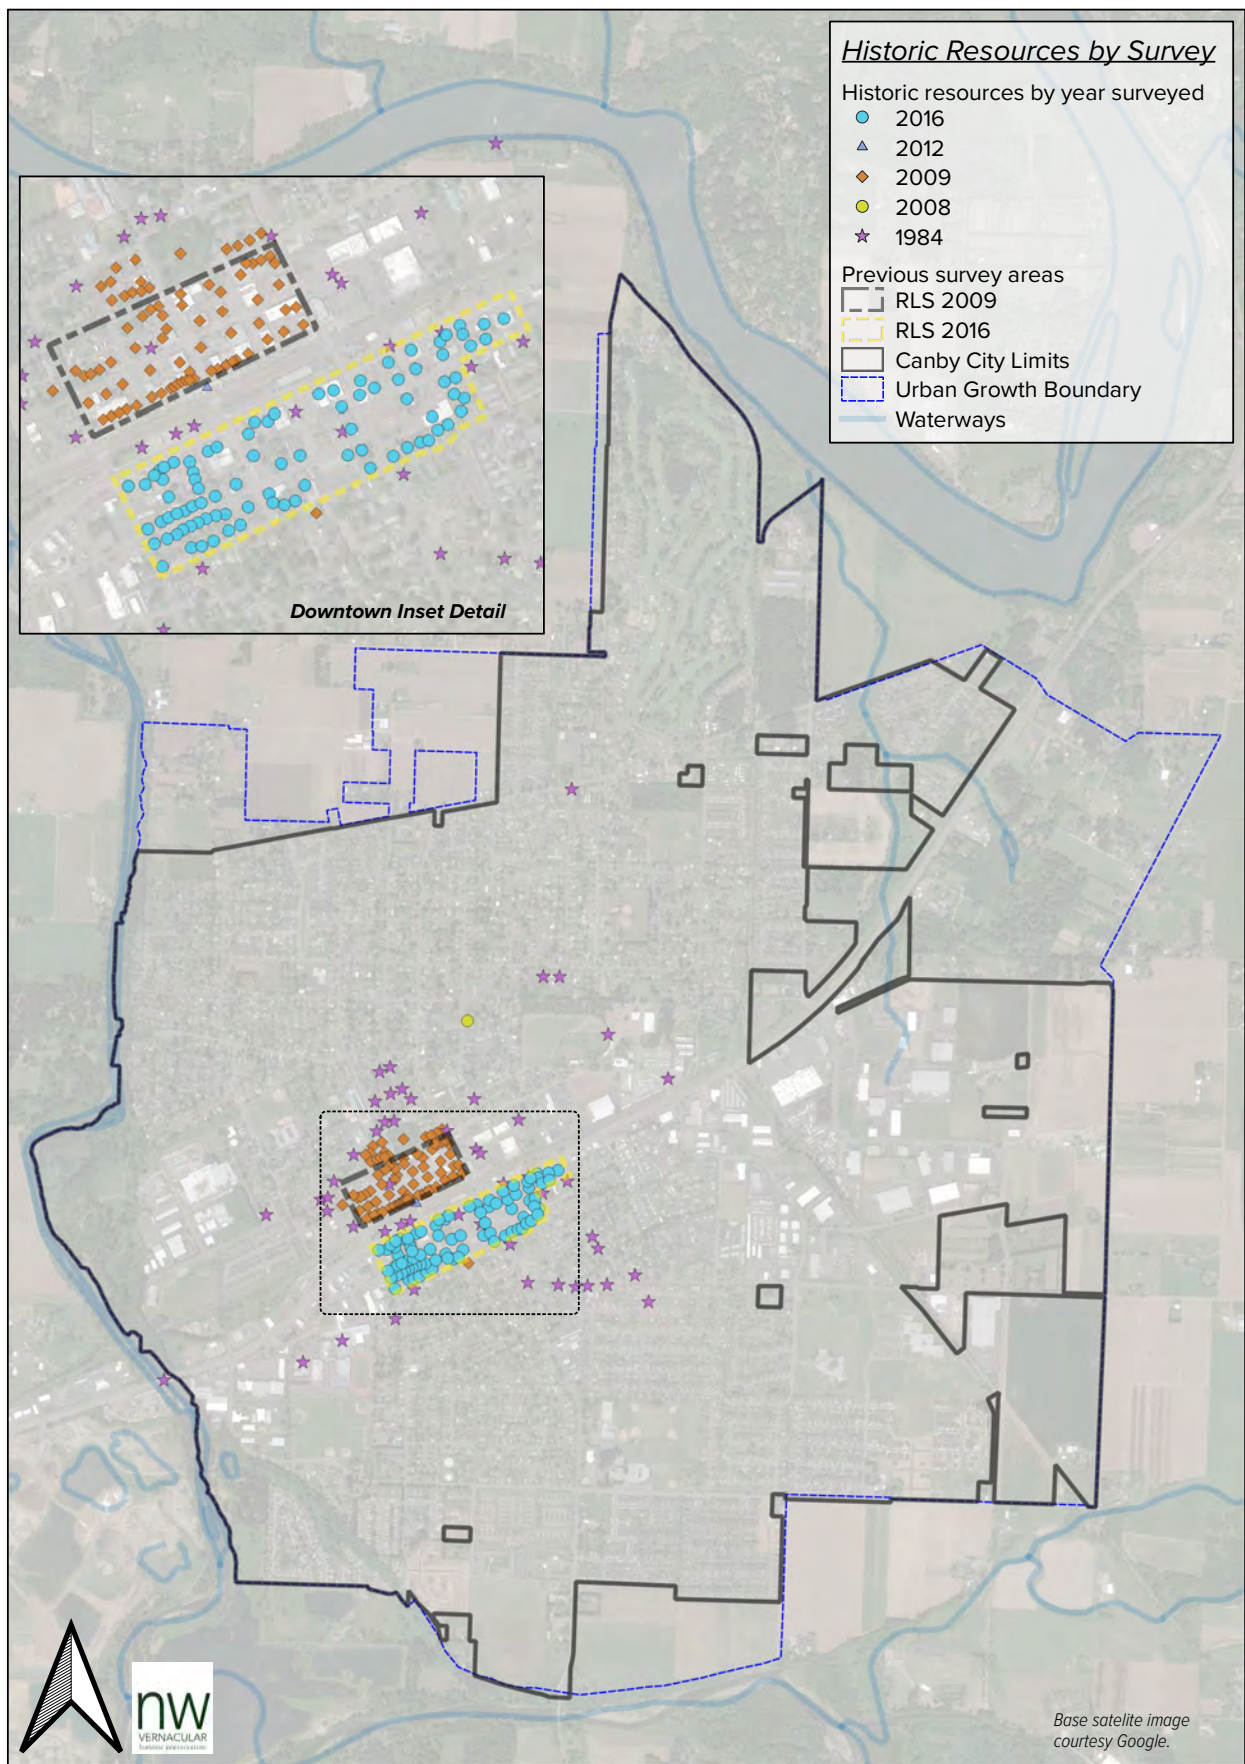 Historic Resources by Survey
Historic resources by year surveyed
2016
2012
2009
2008
1984
Previous survey areas
RLS 2009
RLS 2016
Canby City Limits
Urban Growth Boundary
Waterways
Downtown Inset Detail
nw
VERNACULAR
Base satelite image
courtesy Google.